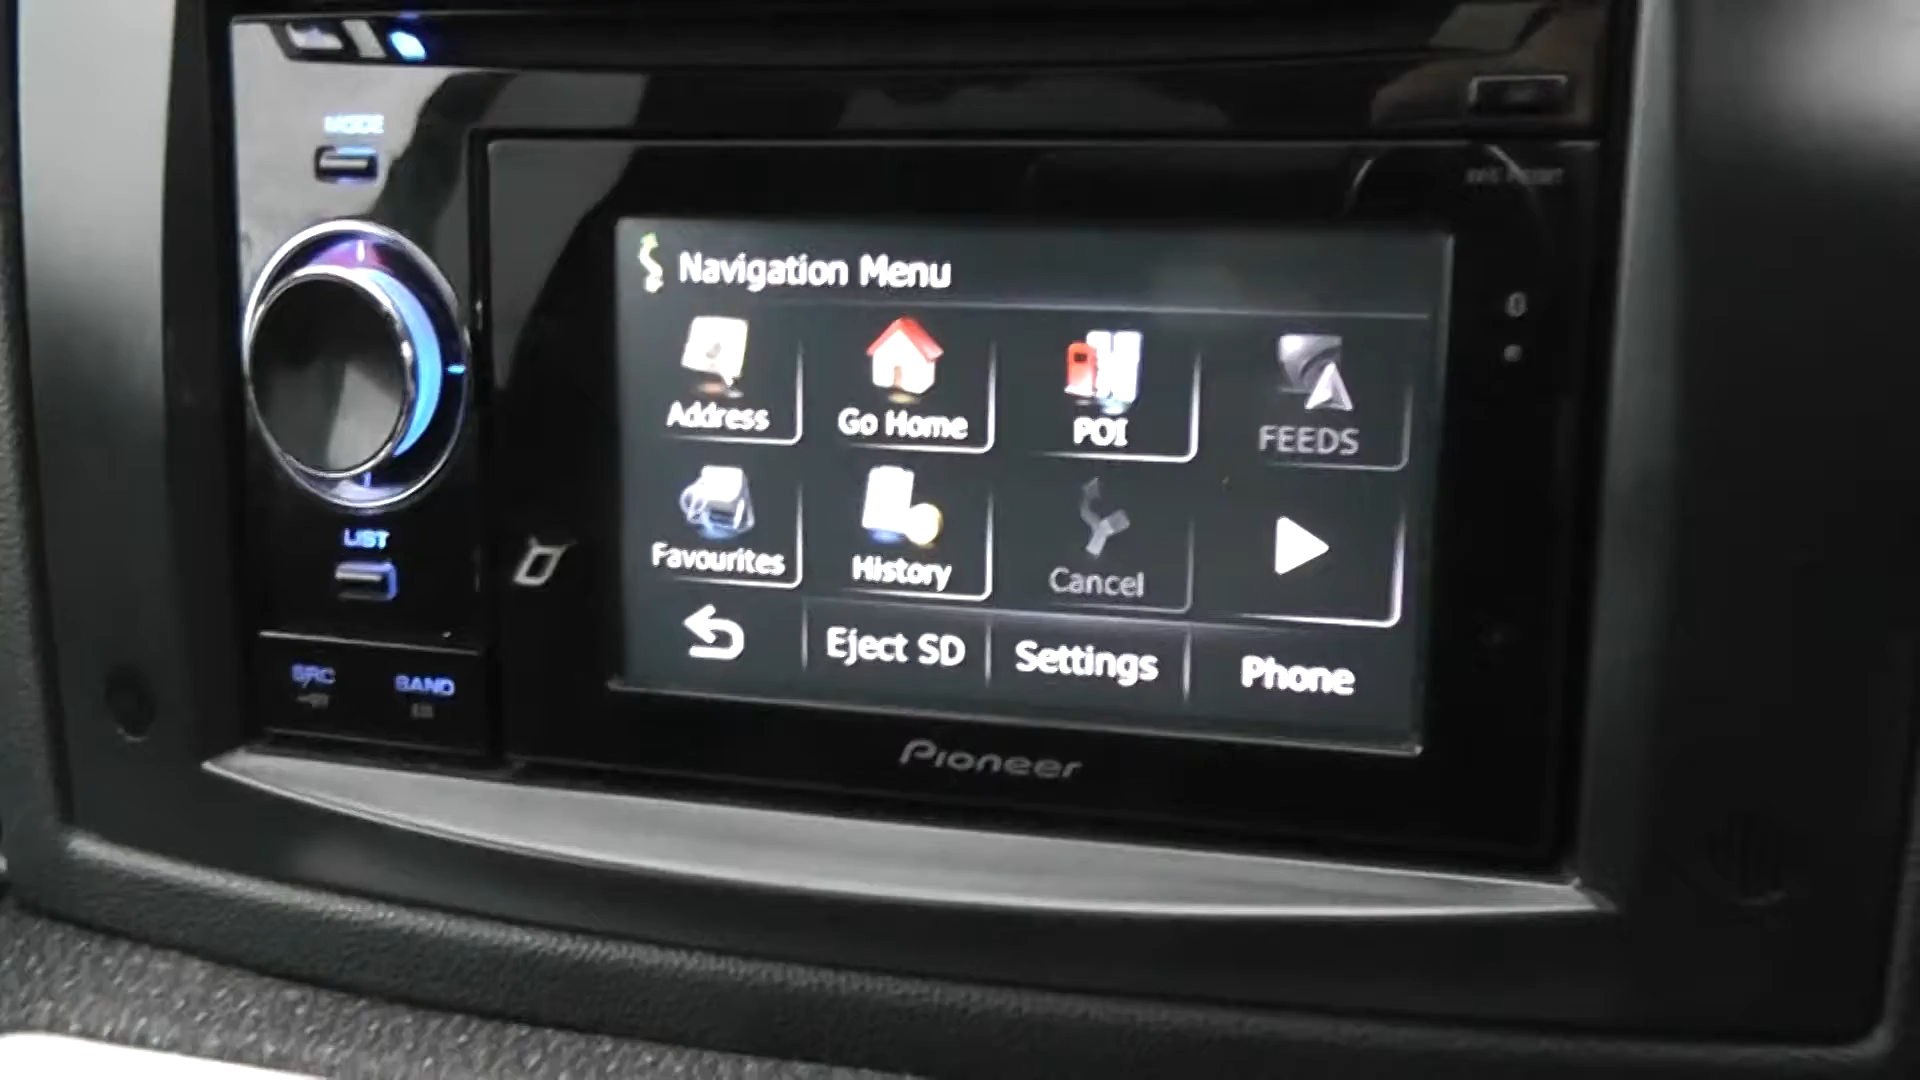 MODE
Navigation Menu
Address
Go Home
POI
FEEDS
Favourites
History
Cancel
LIST
Eject SD
Settings
Phone
SRC
BAND
Pioneer